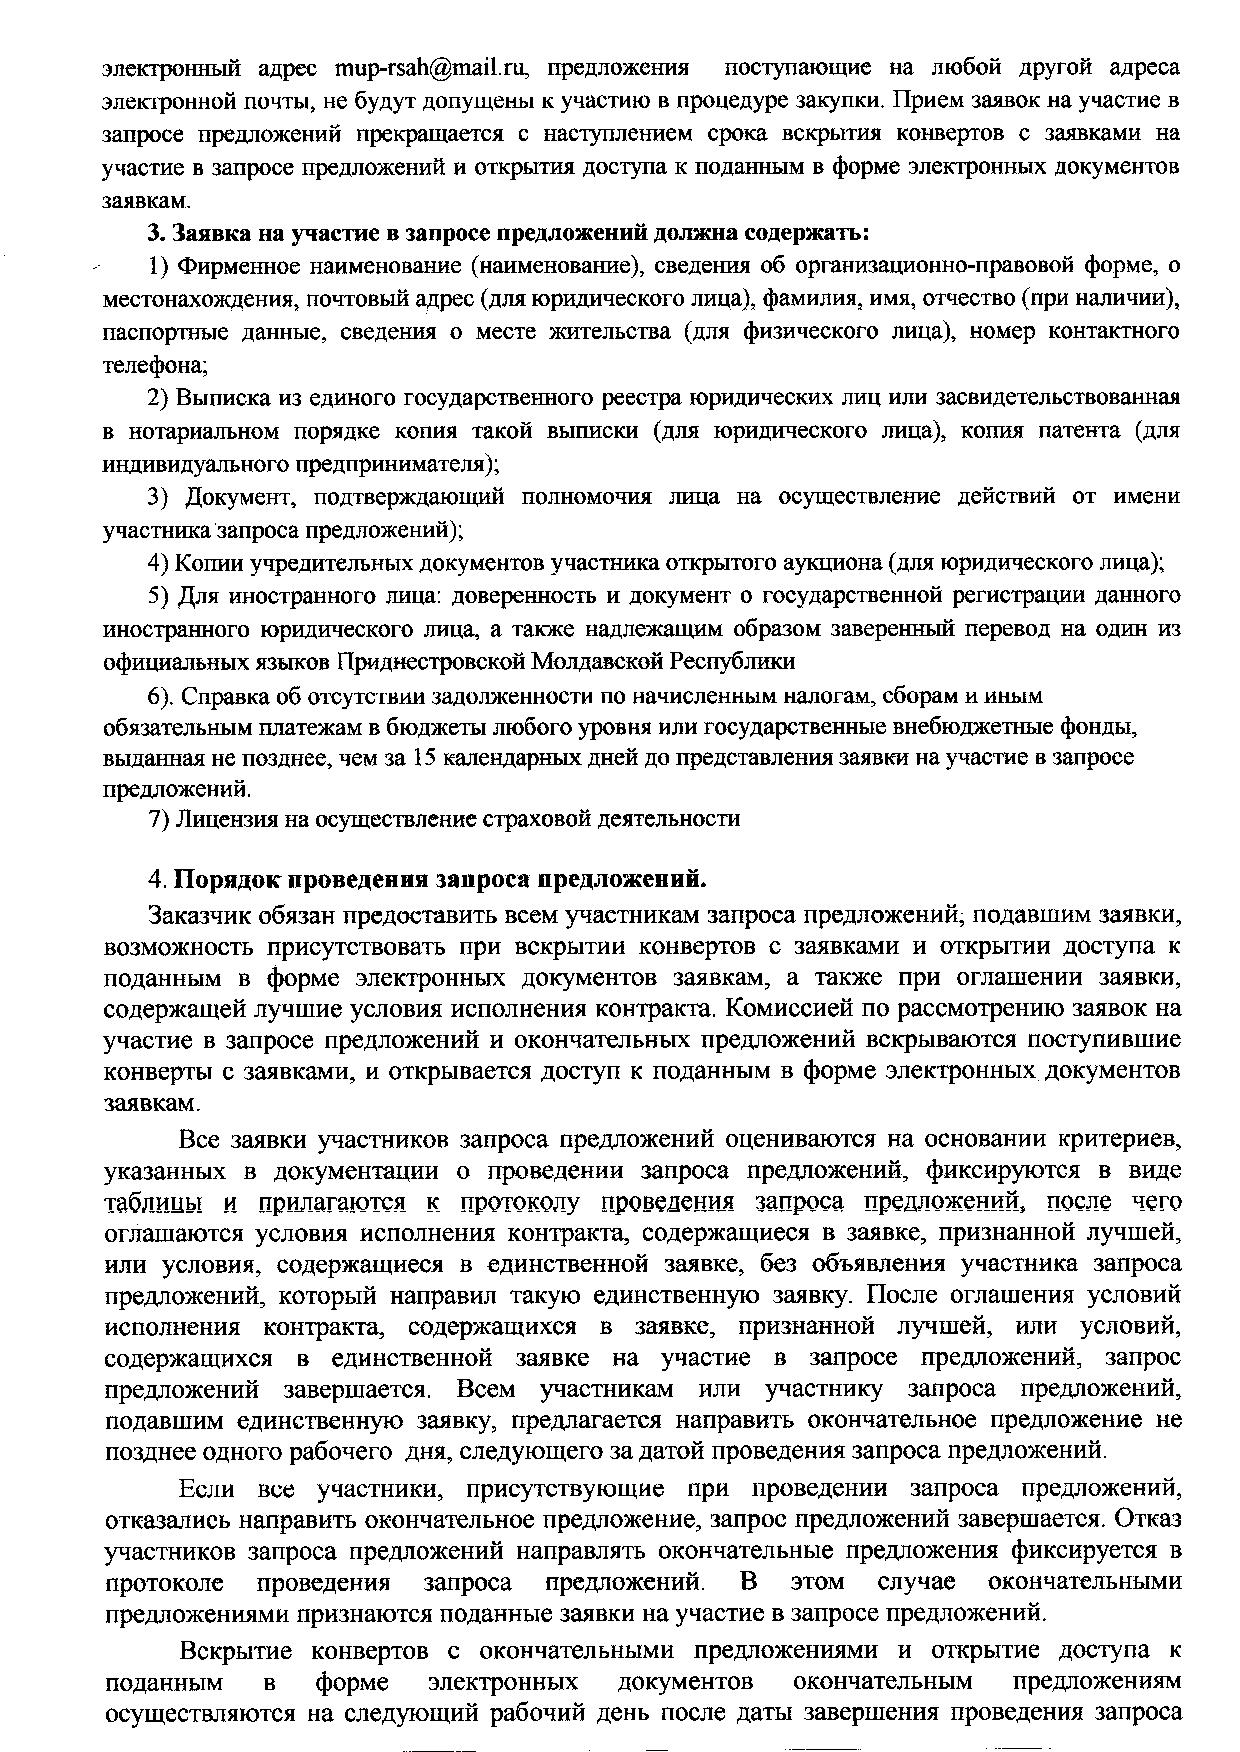 электронный адрес mup-rsah@mail.ru, предложения поступающие на любой другой адреса
электронной почты, не будут допущены к участию в процедуре закупки. Прием заявок на участие в
запросе предложений прекращается с наступлением срока вскрытия конвертов с заявками на
участие в запросе предложений и открытия доступа к поданным в форме электронных документов
заявкам.
3. Заявка на участие в запросе предложений должна содержать:
1) Фирменное наименование (наименование), сведения об организационно-правовой форме, о
местонахождения, почтовый адрес (для юридического лица), фамилия, имя, отчество (при наличии),
паспортные данные, сведения о месте жительства (для физического лица), номер контактного
телефона;
2) Выписка из единого государственного реестра юридических лиц или засвидетельствованная
в нотариальном порядке копия такой выписки (для юридического лица), копия патента (для
индивидуального предпринимателя);
3) Документ, подтверждающий полномочия лица на осуществление действий от имени
участника запроса предложений);
4) Копии учредительных документов участника открытого аукциона (для юридического лица);
5) Для иностранного лица: доверенность и документ о государственной регистрации данного
иностранного юридического лица, а также надлежащим образом заверенный перевод на один из
официальных языков Приднестровской Молдавской Республики
6). Справка об отсутствии задолженности по начисленным налогам, сборам и иным
обязательным платежам в бюджеты любого уровня или государственные внебюджетные фонды,
выданная не позднее, чем за 15 календарных дней до представления заявки на участие в запросе
предложений.
7) Лицензия на осуществление страховой деятельности
4. Порядок проведения запроса предложений.
Заказчик обязан предоставить всем участникам запроса предложений, подавшим заявки,
возможность присутствовать при вскрытии конвертов с заявками и открытии доступа к
поданным в форме электронных документов заявкам, а также при оглашении заявки,
содержащей лучшие условия исполнения контракта. Комиссией по рассмотрению заявок на
участие в запросе предложений и окончательных предложений вскрываются поступившие
конверты с заявками, и открывается доступ к поданным в форме электронных документов
заявкам.
Все заявки участников запроса предложений оцениваются на основании критериев,
указанных в документации о проведении запроса предложений, фиксируются в виде
таблицы и прилагаются к протоколу проведения запроса предложений, после чего
оглашаются условия исполнения контракта, содержащиеся в заявке, признанной лучшей,
или условия, содержащиеся в единственной заявке, без объявления участника запроса
предложений, который направил такую единственную заявку. После оглашения условий
исполнения контракта, содержащихся в заявке, признанной лучшей, или условий,
содержащихся в единственной заявке на участие в запросе предложений, запрос
предложений завершается. Всем участникам или участнику запроса предложений,
подавшим единственную заявку, предлагается направить окончательное предложение не
позднее одного рабочего дня, следующего за датой проведения запроса предложений.
Если все участники, присутствующие при проведении запроса предложений,
отказались направить окончательное предложение, запрос предложений завершается. Отказ
участников запроса предложений направлять окончательные предложения фиксируется в
протоколе проведения запроса предложений. В этом случае окончательными
предложениями признаются поданные заявки на участие в запросе предложений.
Вскрытие конвертов с окончательными предложениями и открытие доступа к
поданным в форме электронных документов окончательным предложениям
осуществляются на следующий рабочий день после даты завершения проведения запроса